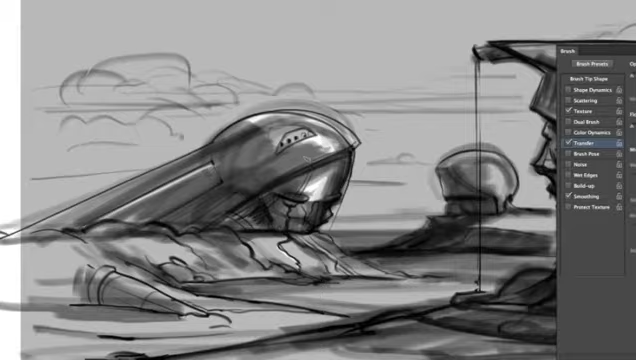 Brush
Brush Presets
Brush Tip Shape
Shape Dynamics
Scattering
Texture
Dual Brush
Color Dynamics
Transfer
Brush Pose
Noise
Wet Edges
Build-up
Smoothing
Protect Texture